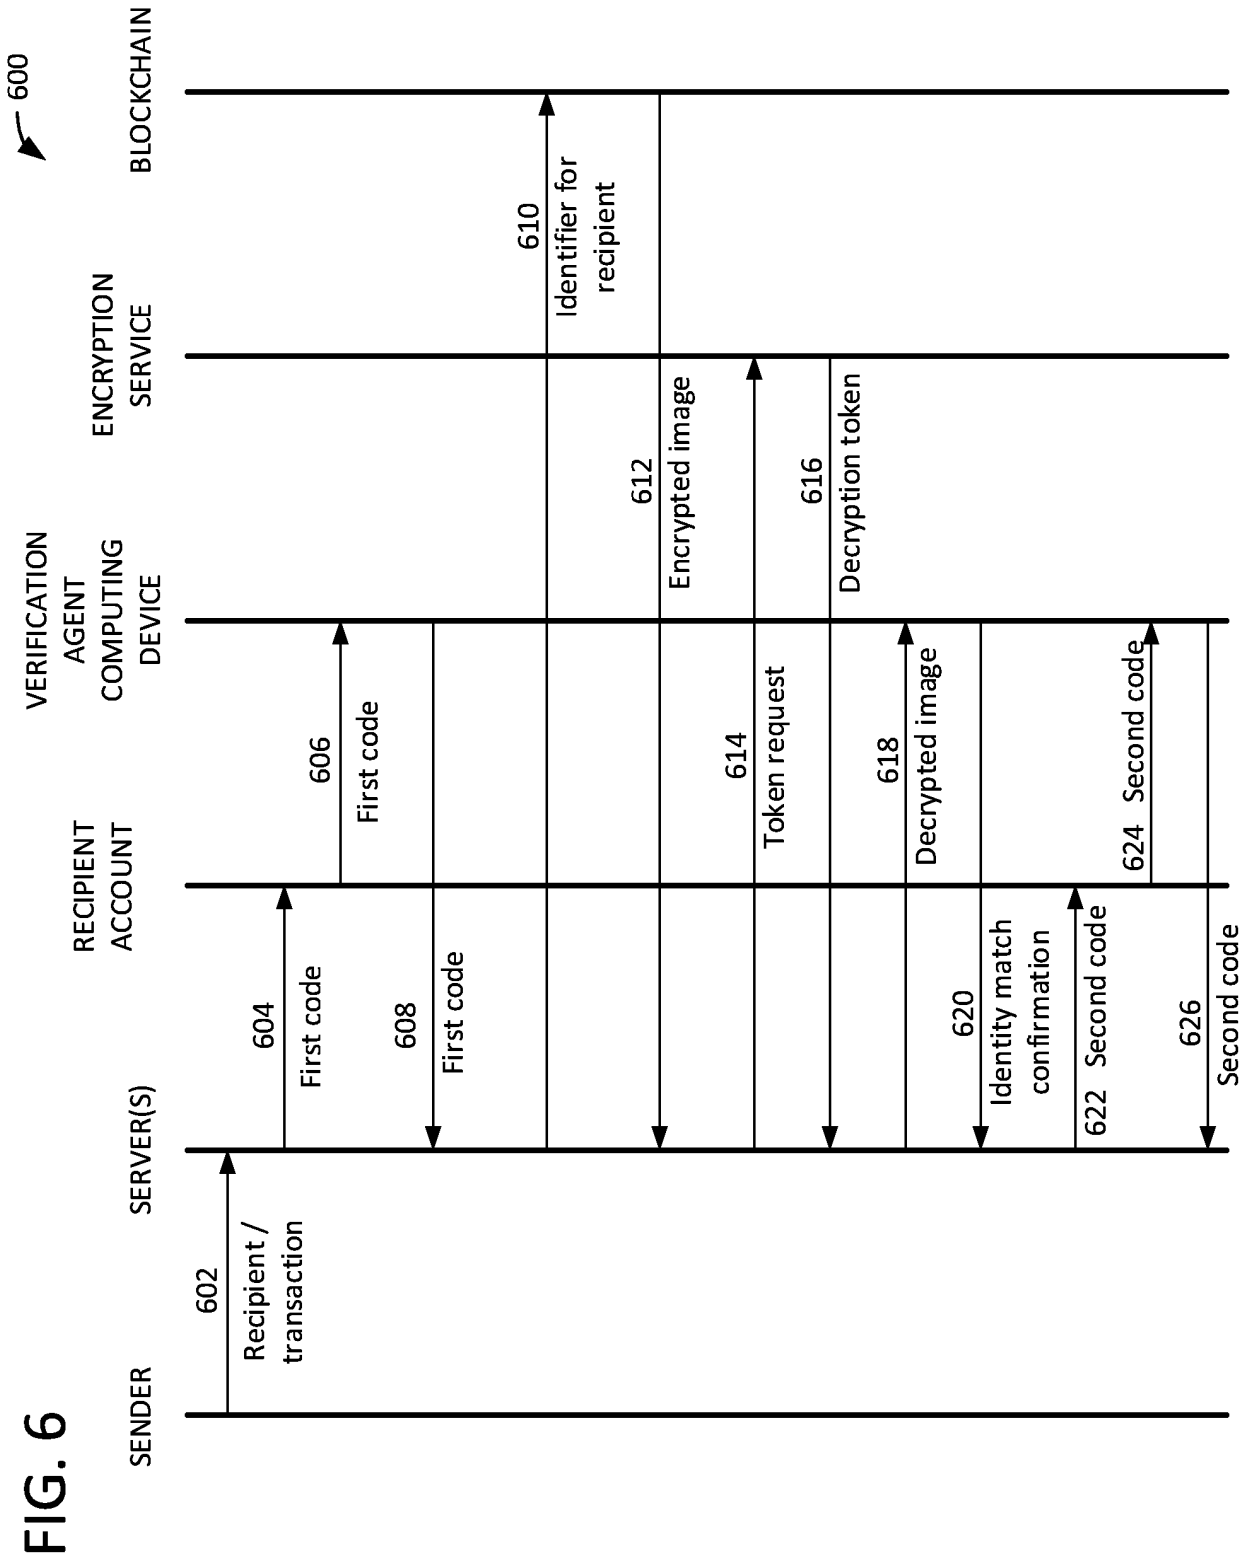 FIG. 6
600
SENDER
SERVER(S)
RECIPIENT
ACCOUNT
VERIFICATION
AGENT
COMPUTING
DEVICE
ENCRYPTION
SERVICE
BLOCKCHAIN
602
Recipient /
transaction
604
First code
606
First code
608
First code
610
Identifier for
recipient
612
Encrypted image
614
Token request
616
Decryption token
618
Decrypted image
620
Identity match
confirmation
622 Second code
624 Second code
626
Second code